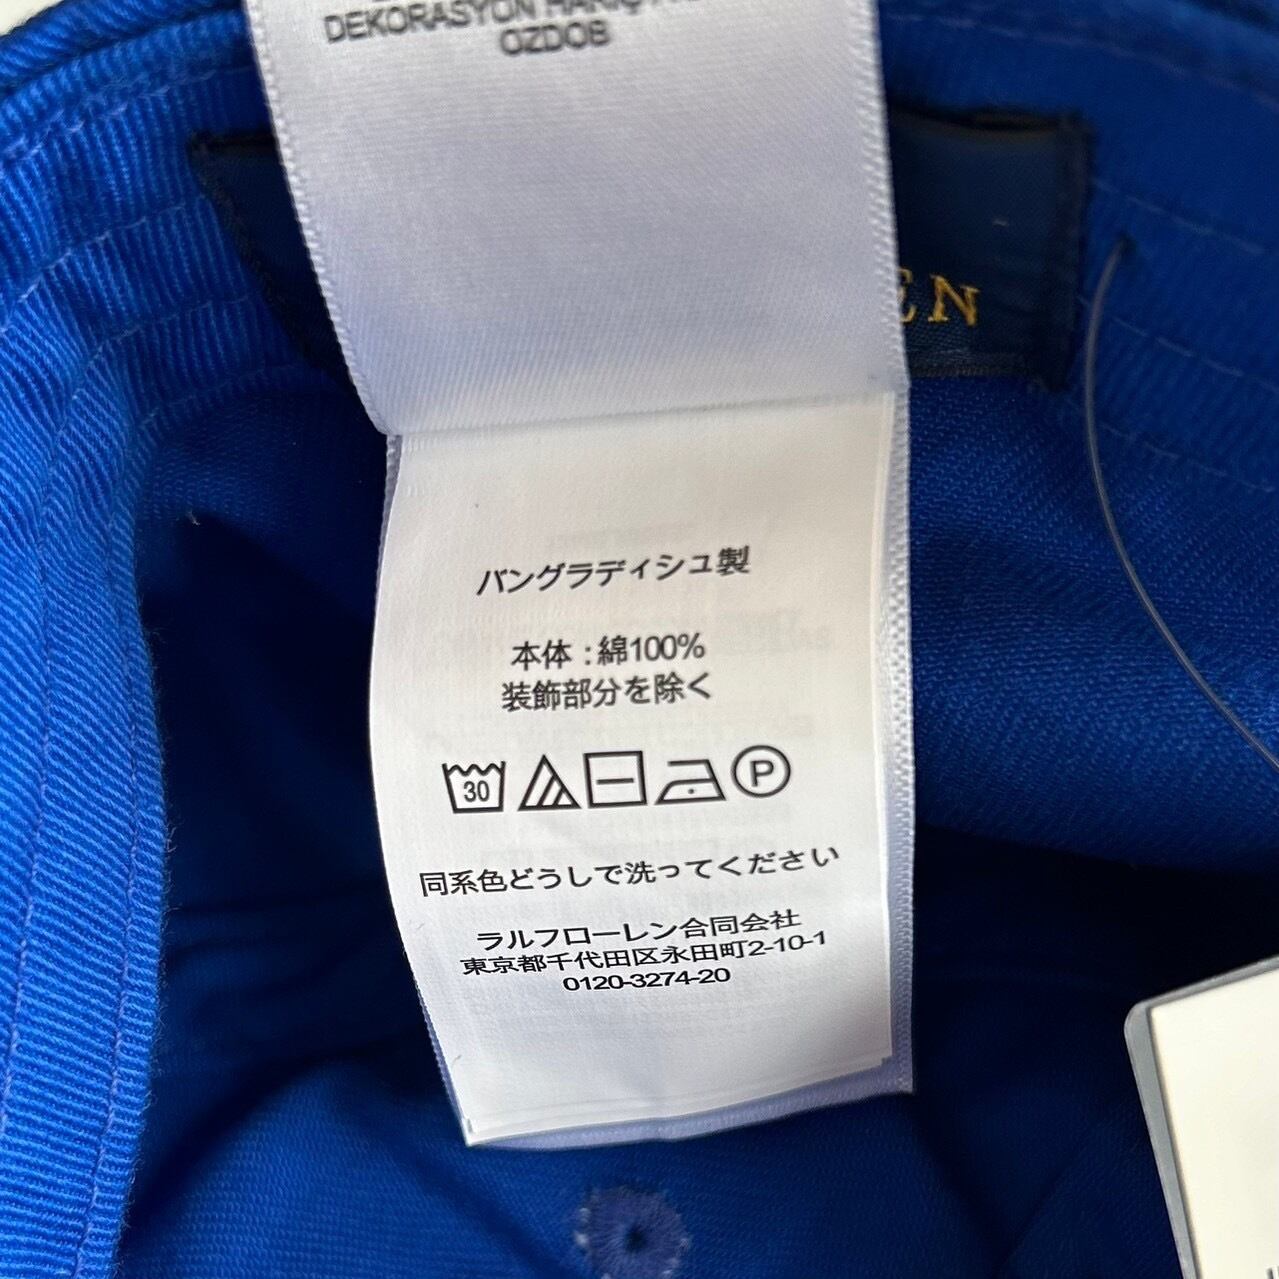 DEKORASYON HARİÇ
OZDOB
EN
バングラディシュ製
本体：綿100%
装飾部分を除く
30
P
同系色どうしで洗ってください
ラルフローレン合同会社
東京都千代田区永田町2-10-1
0120-3274-20